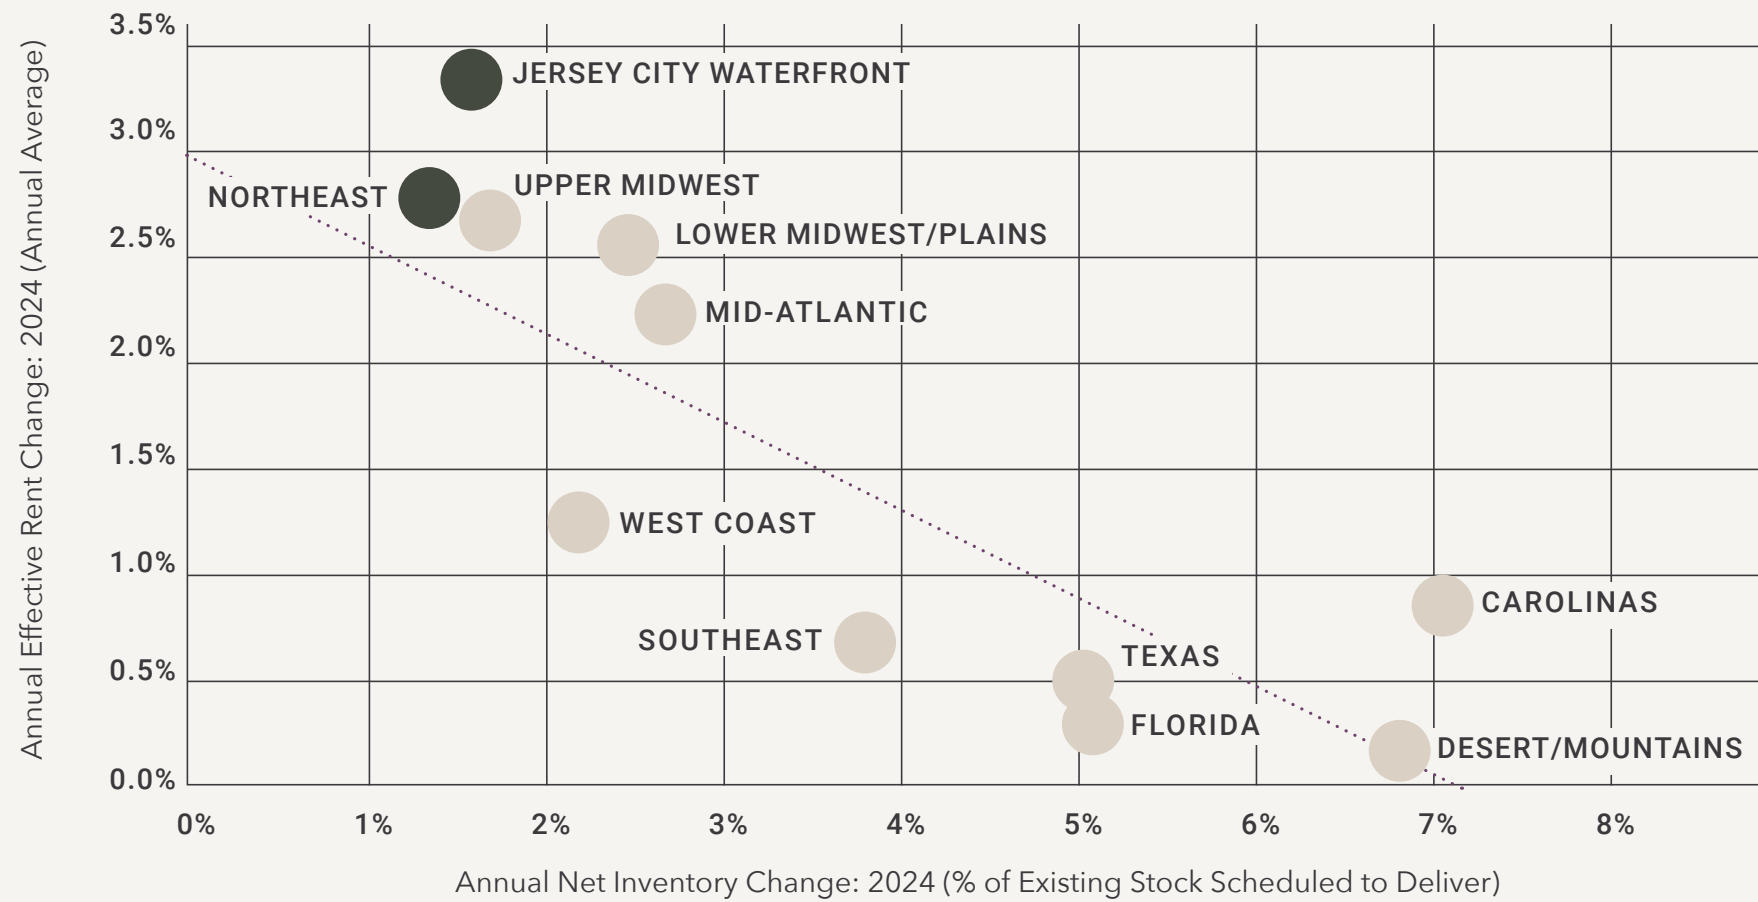 3.5%
JERSEY CITY WATERFRONT
3.0%
UPPER MIDWEST
NORTHEAST
2.5%
LOWER MIDWEST/PLAINS
MID-ATLANTIC
2.0%
1.5%
WEST COAST
1.0%
CAROLINAS
SOUTHEAST
TEXAS
0.5%
FLORIDA
DESERT/MOUNTAINS
0.0%
0% 1% 2% 3% 4% 5% 6% 7% 8%
Annual Effective Rent Change: 2024 (Annual Average)
Annual Net Inventory Change: 2024 (% of Existing Stock Scheduled to Deliver)